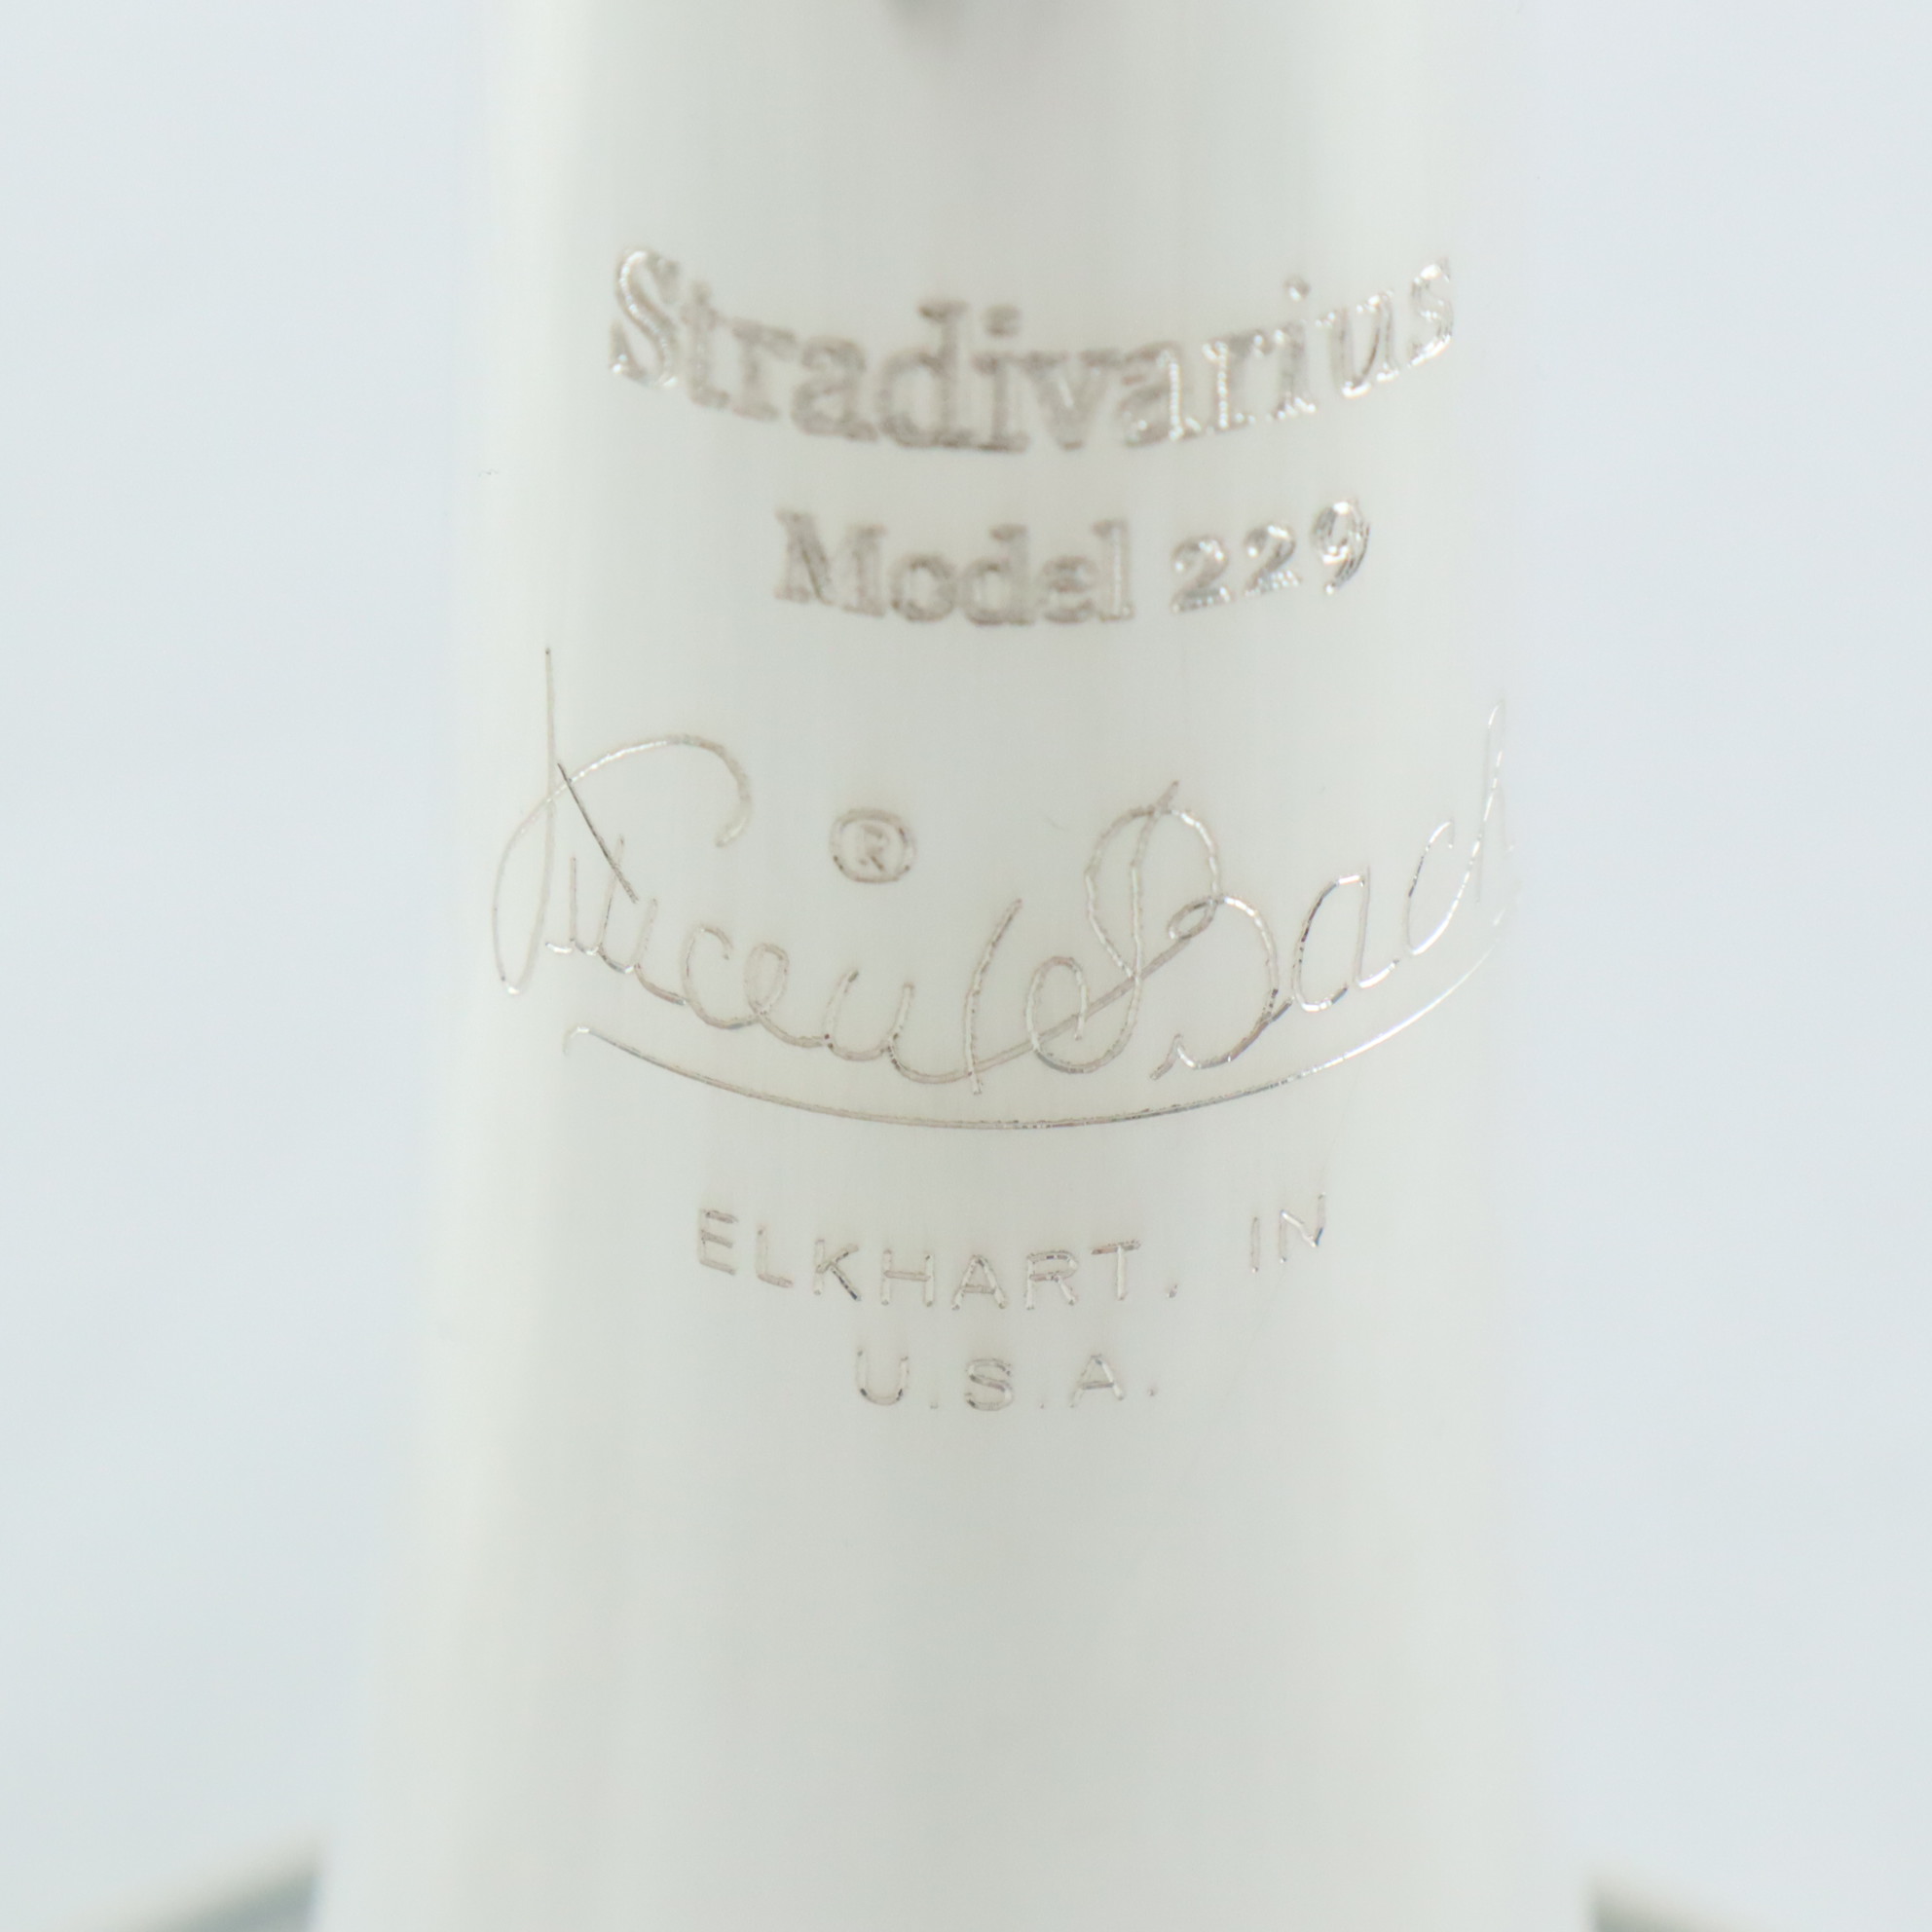 Stradivarius
Model 229
®
Vincent Bach
ELKHART, IN
U.S.A.